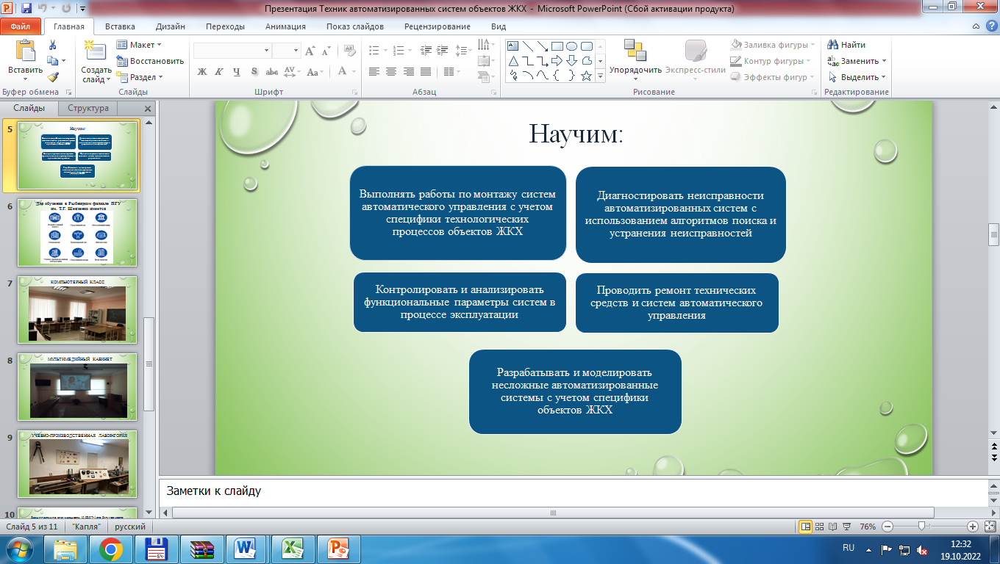 Презентация Техник автоматизированных систем объектов ЖКХ - Microsoft PowerPoint (Сбой активации продукта)
Файл Главная Вставка Дизайн Переходы Анимация Показ слайдов Рецензирование Вид
Вставить
Буфер обмена
Создать слайд
Макет
Восстановить
Раздел
Слайды
Ж К Ч S abc AV Aa A
Шрифт
Абзац
Упорядочить
Экспресс-стили
Заливка фигуры
Контур фигуры
Эффекты фигур
Рисование
Найти
Заменить
Выделить
Редактирование
Слайды Структура
5
Научим:
6
Для обучения в Рыбницком филиале ПГУ
им. Т.Г. Шевченко имеется
7
КОМПЬЮТЕРНЫЙ КЛАСС
8
МУЛЬТИМЕДИЙНЫЙ КАБИНЕТ
9
УЧЕБНО-ПРОИЗВОДСТВЕННАЯ ЛАБОРАТОРИЯ
10
Научим:
Выполнять работы по монтажу систем
автоматического управления с учетом
специфики технологических
процессов объектов ЖКХ
Диагностировать неисправности
автоматизированных систем с
использованием алгоритмов поиска и
устранения неисправностей
Контролировать и анализировать
функциональные параметры систем в
процессе эксплуатации
Проводить ремонт технических
средств и систем автоматического
управления
Разрабатывать и моделировать
несложные автоматизированные
системы с учетом специфики
объектов ЖКХ
Заметки к слайду
Слайд 5 из 11 "Капля" русский
76%
RU
12:32
19.10.2022